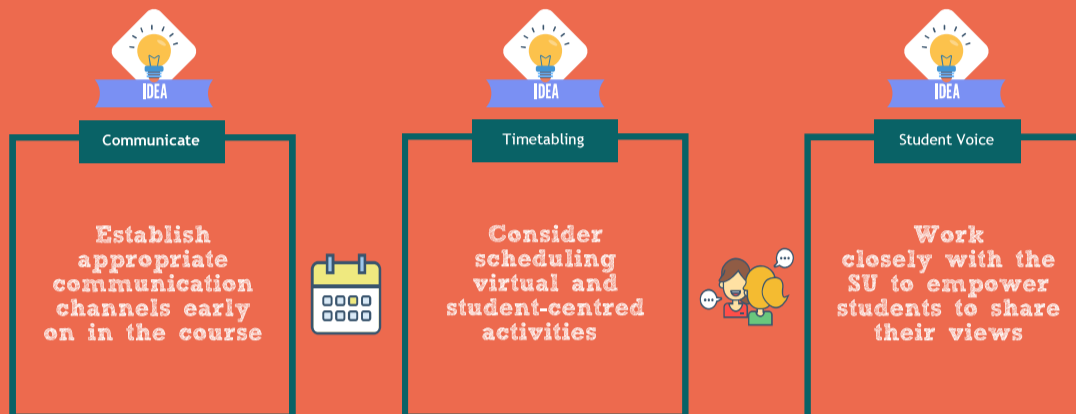 IDEA
Communicate
Establish
appropriate
communication
channels early
on in the course
IDEA
Timetabling
Consider
scheduling
virtual and
student-centred
activities
IDEA
Student Voice
Work
closely with the
SU to empower
students to share
their views